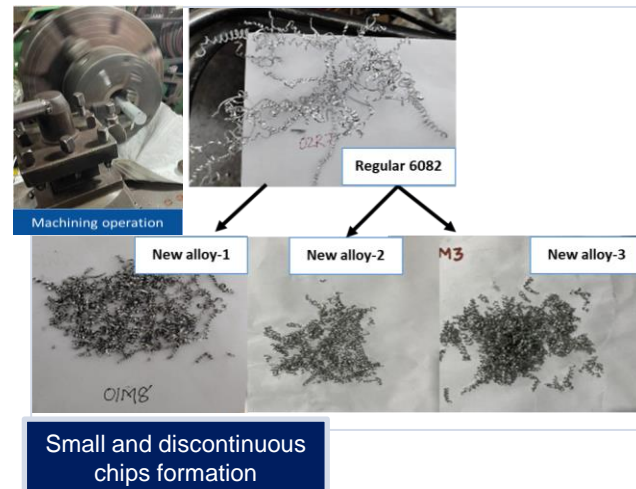 Machining operation
Regular 6082
New alloy-1
New alloy-2
M3
New alloy-3
01M8
Small and discontinuous
chips formation